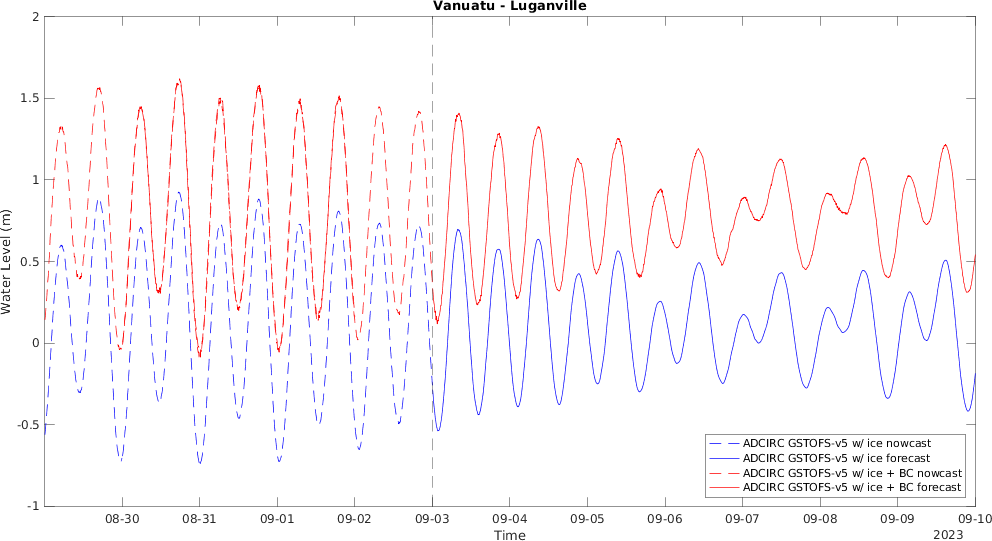 Vanuatu - Luganville
2
1.5
1
0.5
0
-0.5
-1
Water Level (m)
08-30 08-31 09-01 09-02 09-03 09-04 09-05 09-06 09-07 09-08 09-09 09-10
Time
2023
ADCIRC GSTOFS-v5 w/ ice nowcast
ADCIRC GSTOFS-v5 w/ ice forecast
ADCIRC GSTOFS-v5 w/ ice + BC nowcast
ADCIRC GSTOFS-v5 w/ ice + BC forecast